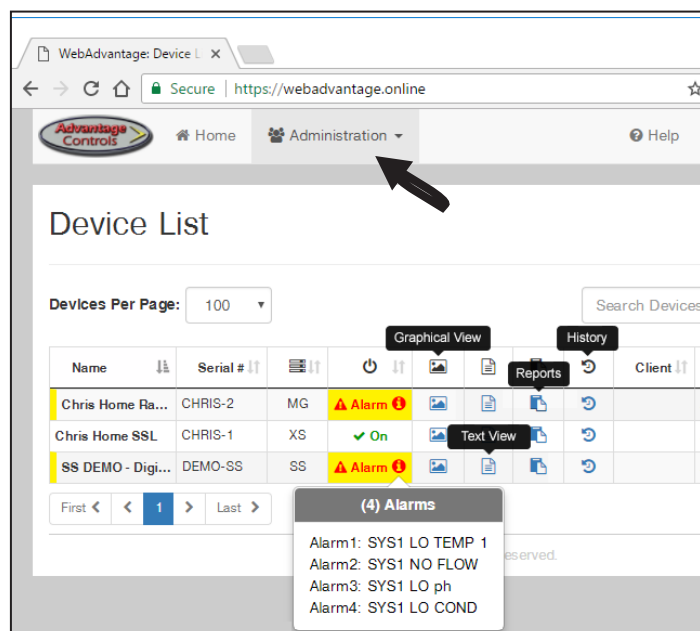 WebAdvantage: Device L
Secure https://webadvantage.online
Advantage
Controls
Home Administration Help
Device List
Devices Per Page: 100 Search Devices
Graphical View History
Name Serial # Client
Reports
Chris Home Ra... CHRIS-2 MG Alarm
Chris Home SSL CHRIS-1 XS On
Text View
SS DEMO - Digi... DEMO-SS SS Alarm
First 1 Last
(4) Alarms
Alarm1: SYS1 LO TEMP 1
eserved.
Alarm2: SYS1 NO FLOW
Alarm3: SYS1 LO ph
Alarm4: SYS1 LO COND